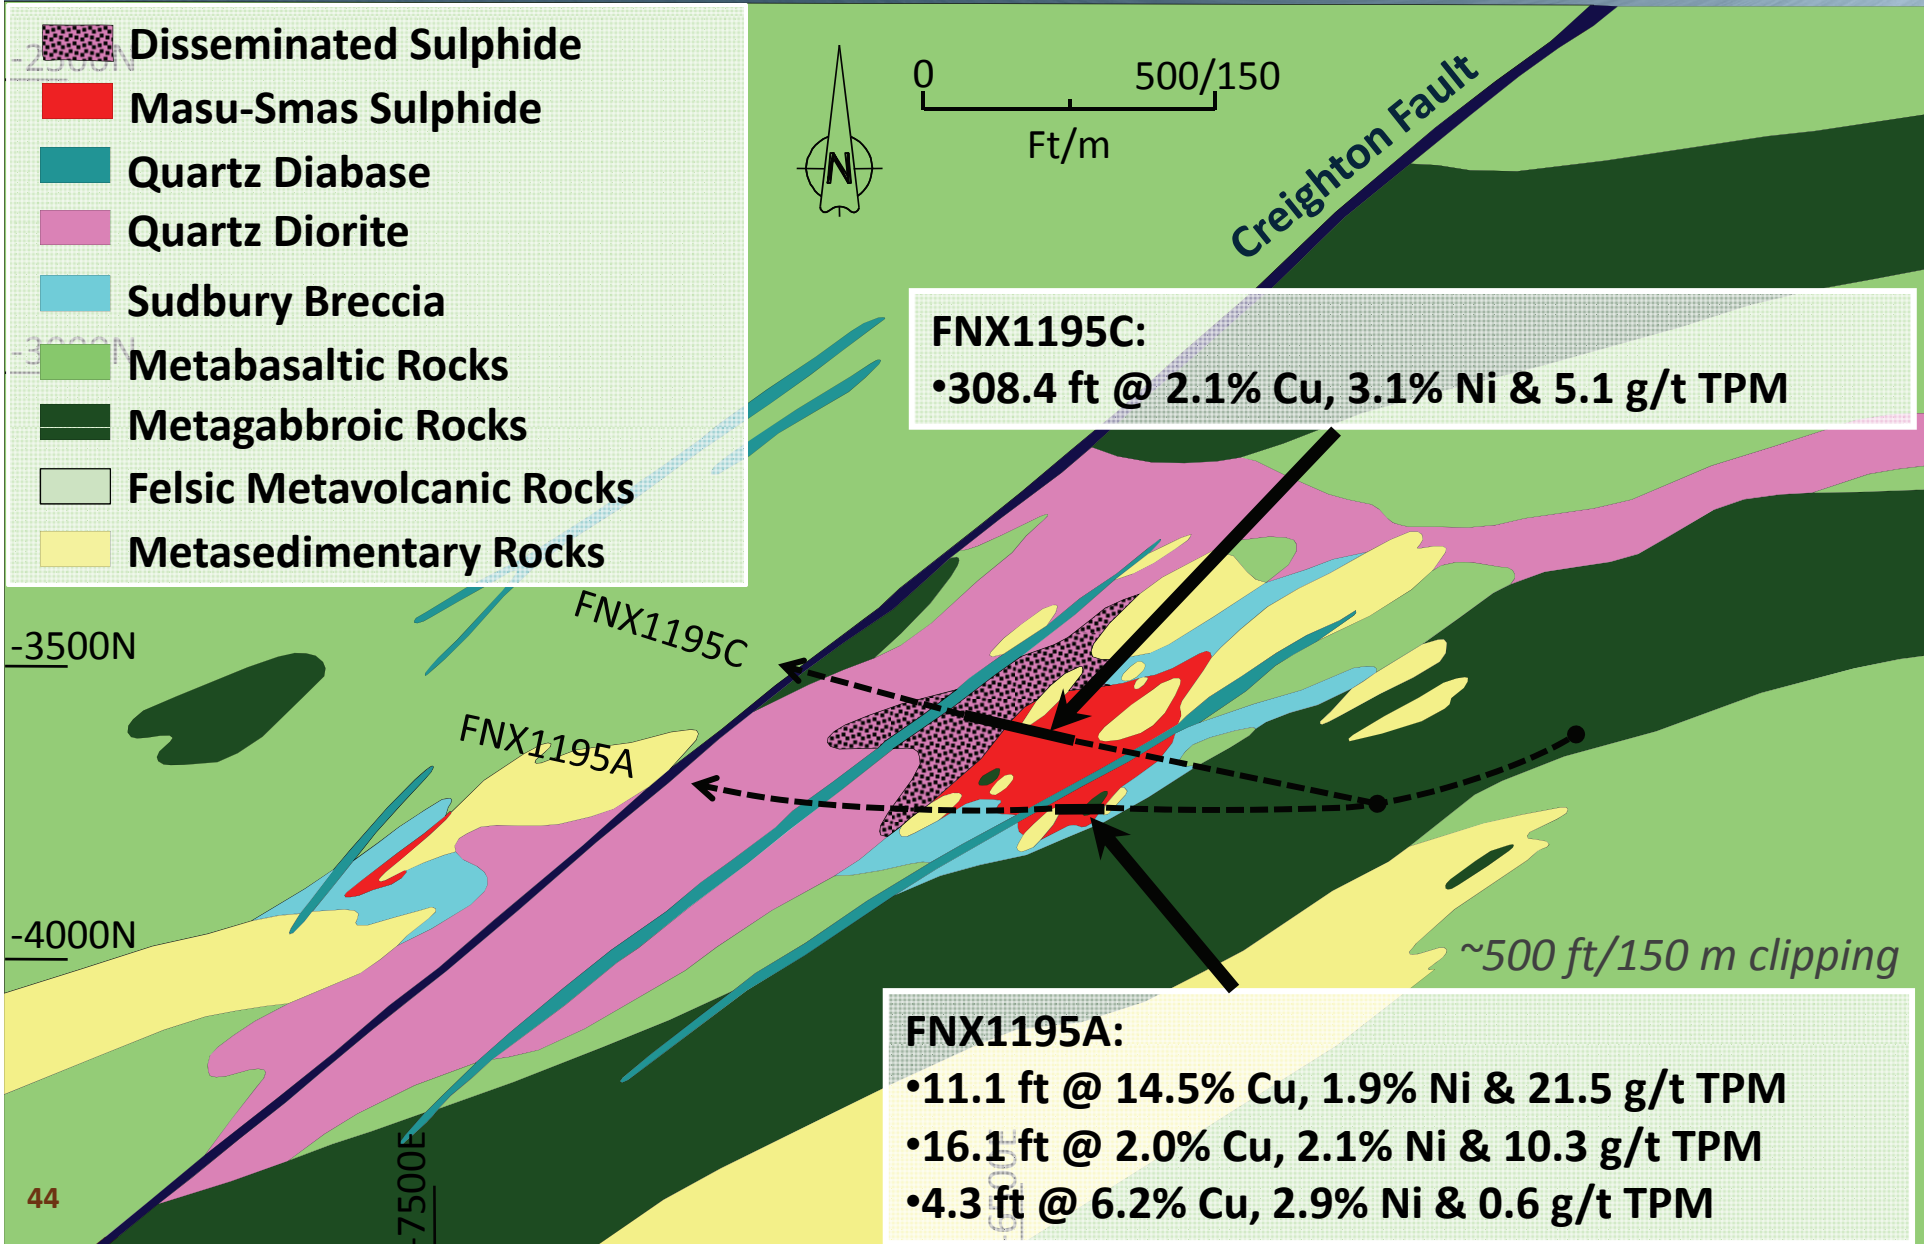 -2500N
Disseminated Sulphide
Masu-Smas Sulphide
Quartz Diabase
Quartz Diorite
Sudbury Breccia
-3000N
Metabasaltic Rocks
Metagabbroic Rocks
Felsic Metavolcanic Rocks
Metasedimentary Rocks
N
0 500/150
Ft/m
Creighton Fault
FNX1195C:
•308.4 ft @ 2.1% Cu, 3.1% Ni & 5.1 g/t TPM
FNX1195C
-3500N
FNX1195A
-4000N
~500 ft/150 m clipping
FNX1195A:
•11.1 ft @ 14.5% Cu, 1.9% Ni & 21.5 g/t TPM
•16.1 ft @ 2.0% Cu, 2.1% Ni & 10.3 g/t TPM
•4.3 ft @ 6.2% Cu, 2.9% Ni & 0.6 g/t TPM
-7500E
-6500E
44